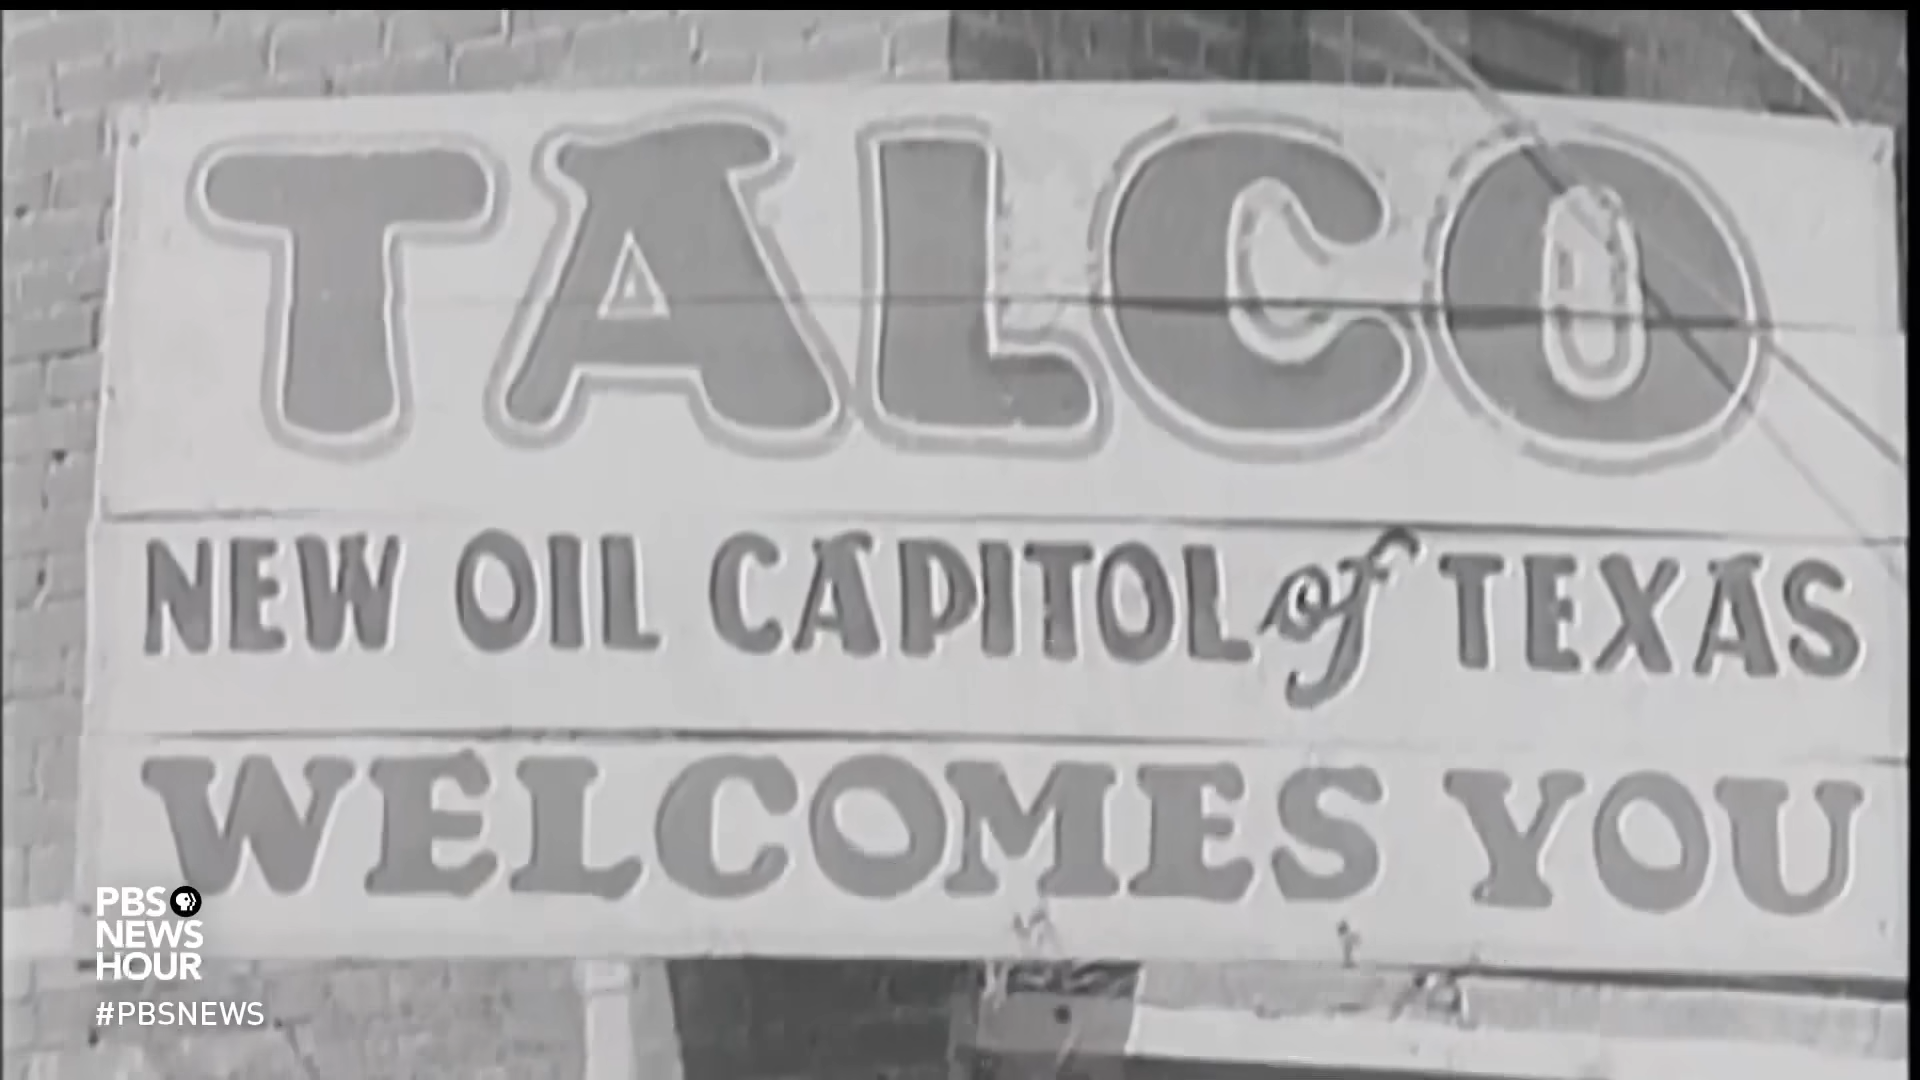 TALCO
NEW OIL CAPITOL of TEXAS
WELCOMES YOU
PBS
NEWS
HOUR
#PBSNEWS